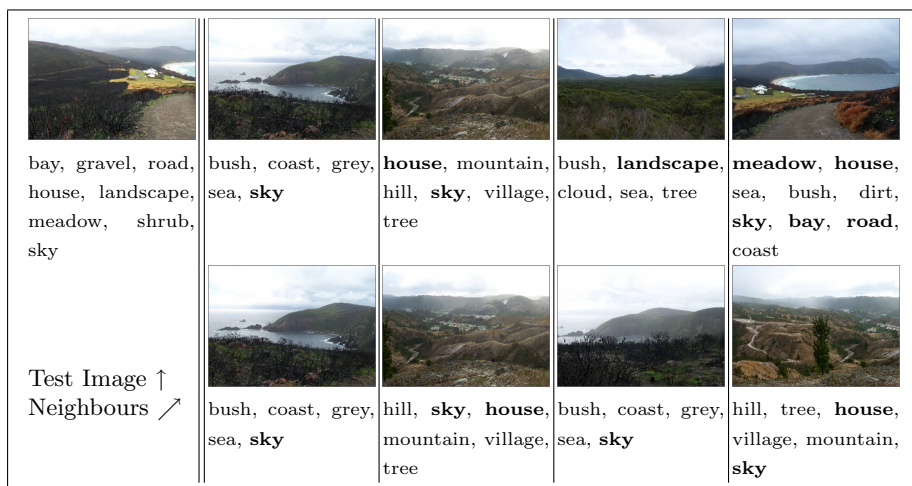 bay, gravel, road,
house, landscape,
meadow, shrub,
sky
bush, coast, grey,
sea, sky
house, mountain,
hill, sky, village,
tree
bush, landscape,
cloud, sea, tree
meadow, house,
sea, bush, dirt,
sky, bay, road,
coast
Test Image ↑
Neighbours ↗
bush, coast, grey,
sea, sky
hill, sky, house,
mountain, village,
tree
bush, coast, grey,
sea, sky
hill, tree, house,
village, mountain,
sky